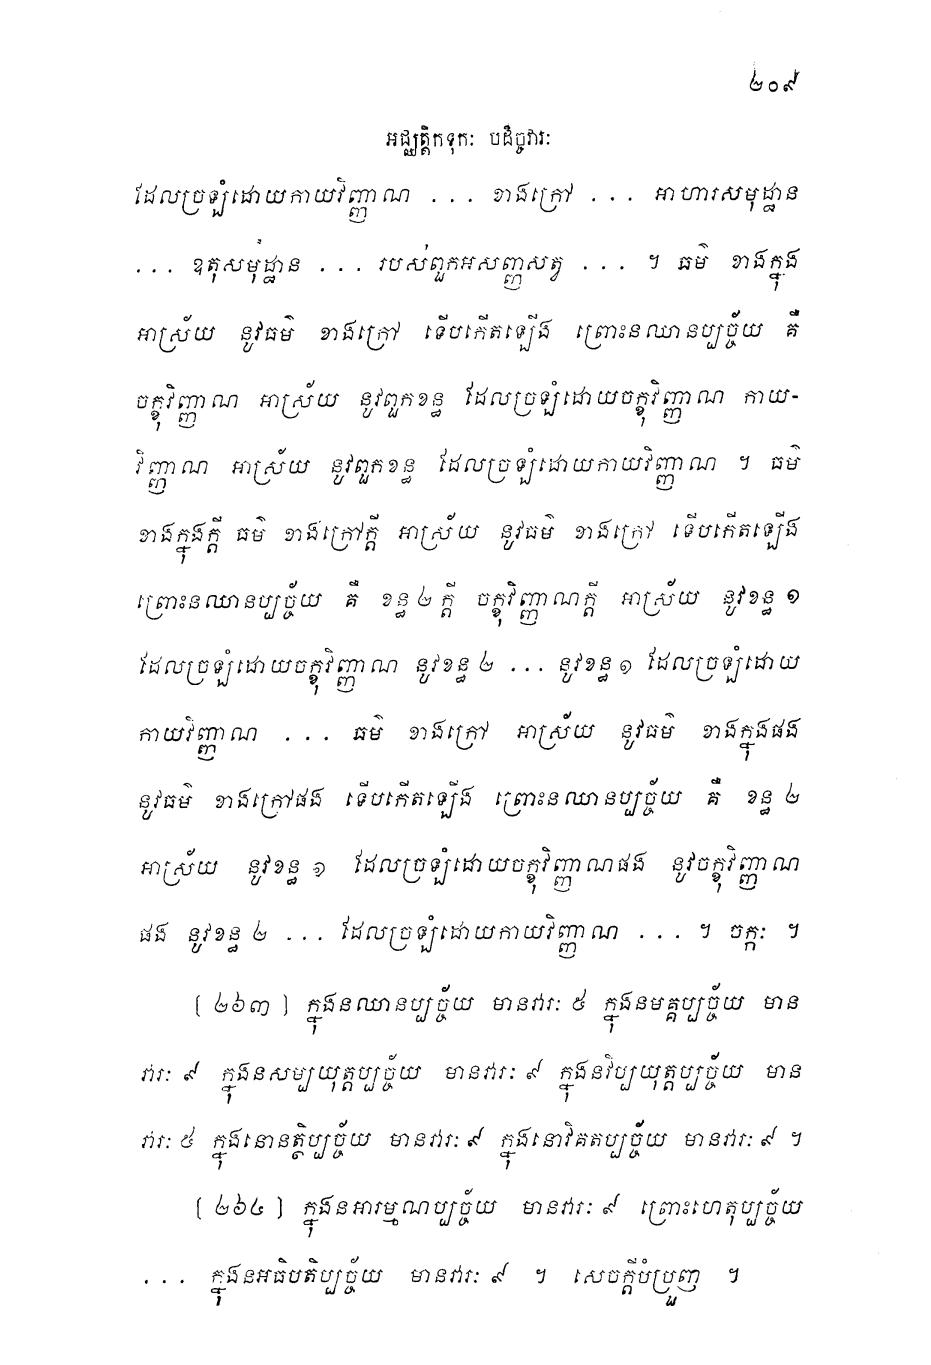 ២០៩
អជ្ឈត្តិកទុកៈ បដិច្ចវារៈ
ដែលច្រឡំដោយកាយវិញ្ញាណ ... ខាងក្រៅ ... អាហារសមុដ្ឋាន
... ឧតុសមុដ្ឋាន ... របស់ពួកអសញ្ញសត្វ ... ។ ធម៌ ខាងក្នុង
អាស្រ័យ នូវធម៌ ខាងក្រៅ ទើបកើតឡើង ព្រោះនឈានប្បច្ច័យ គឺ
ចក្ខុវិញ្ញាណ អាស្រ័យ នូវពួកខន្ធ ដែលច្រឡំដោយចក្ខុវិញ្ញាណ កាយ-
វិញ្ញាណ អាស្រ័យ នូវពួកខន្ធ ដែលច្រឡំដោយកាយវិញ្ញាណ ។ ធម៌
ខាងក្នុងក្តី ធម៌ ខាងក្រៅក្តី អាស្រ័យ នូវធម៌ ខាងក្រៅ ទើបកើតឡើង
ព្រោះនឈានប្បច្ច័យ គឺ ខន្ធ ២ ក្តី ចក្ខុវិញ្ញាណក្តី អាស្រ័យ នូវខន្ធ ១
ដែលច្រឡំដោយចក្ខុវិញ្ញាណ នូវខន្ធ ២ ... នូវខន្ធ ១ ដែលច្រឡំដោយ
កាយវិញ្ញាណ ... ធម៌ ខាងក្រៅ អាស្រ័យ នូវធម៌ ខាងក្នុងផង
នូវធម៌ ខាងក្រៅផង ទើបកើតឡើង ព្រោះនឈានប្បច្ច័យ គឺ ខន្ធ ២
អាស្រ័យ នូវខន្ធ ១ ដែលច្រឡំដោយចក្ខុវិញ្ញាណផង នូវចក្ខុវិញ្ញាណ
ផង នូវខន្ធ ២ ... ដែលច្រឡំដោយកាយវិញ្ញាណ ... ។ ចក្កៈ ។
[ ២៦៣ ] ក្នុងនឈានប្បច្ច័យ មានវារៈ ៥ ក្នុងនមគ្គប្បច្ច័យ មាន
វារៈ ៩ ក្នុងនសម្បយុត្តប្បច្ច័យ មានវារៈ ៩ ក្នុងនវិប្បយុត្តប្បច្ច័យ មាន
វារៈ ៥ ក្នុងនោនត្ថិប្បច្ច័យ មានវារៈ ៩ ក្នុងនោវិគតប្បច្ច័យ មានវារៈ ៩ ។
[ ២៦៤ ] ក្នុងនអារម្មណប្បច្ច័យ មានវារៈ ៩ ព្រោះហេតុប្បច្ច័យ
... ក្នុងនអធិបតិប្បច្ច័យ មានវារៈ ៩ ។ សេចក្តីបំប្រួញ ។